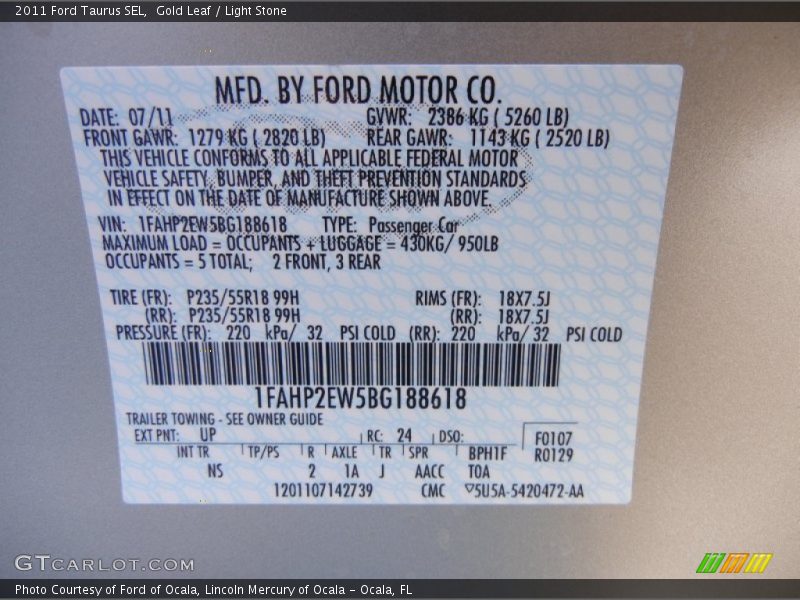 2011 Ford Taurus SEL,  Gold Leaf / Light Stone
MFD. BY FORD MOTOR CO.
DATE: 07/11 GVWR: 2386 KG ( 5260 LB)
FRONT GAWR: 1279 KG ( 2820 LB) REAR GAWR: 1143 KG ( 2520 LB)
THIS VEHICLE CONFORMS TO ALL APPLICABLE FEDERAL MOTOR
VEHICLE SAFETY, BUMPER, AND THEFT PREVENTION STANDARDS
IN EFFECT ON THE DATE OF MANUFACTURE SHOWN ABOVE.
VIN: 1FAHP2EW5BG188618 TYPE: Passenger Car
MAXIMUM LOAD = OCCUPANTS + LUGGAGE = 430KG/ 950LB
OCCUPANTS = 5 TOTAL; 2 FRONT, 3 REAR
TIRE (FR): P235/55R18 99H RIMS (FR): 18X7.5J
(RR): P235/55R18 99H (RR): 18X7.5J
PRESSURE (FR): 220 kPa/ 32 PSI COLD (RR): 220 kPa/ 32 PSI COLD
1FAHP2EW5BG188618
TRAILER TOWING - SEE OWNER GUIDE
EXT PNT: UP RC: 24 DSO: F0107
INT TR TP/PS R AXLE TR SPR BPH1F R0129
NS 2 1A J AACC TOA
1201107142739 CMC ▽5U5A-5420472-AA
GTCARLOT.COM
Photo Courtesy of Ford of Ocala, Lincoln Mercury of Ocala - Ocala, FL